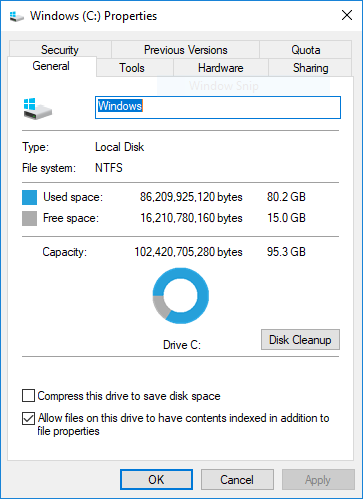 Windows (C:) Properties
Security Previous Versions Quota
General Tools Hardware Sharing
Window Snip
Windows
Type: Local Disk
File system: NTFS
Used space: 86,209,925,120 bytes 80.2 GB
Free space: 16,210,780,160 bytes 15.0 GB
Capacity: 102,420,705,280 bytes 95.3 GB
Drive C:
Disk Cleanup
Compress this drive to save disk space
Allow files on this drive to have contents indexed in addition to
file properties
OK Cancel Apply